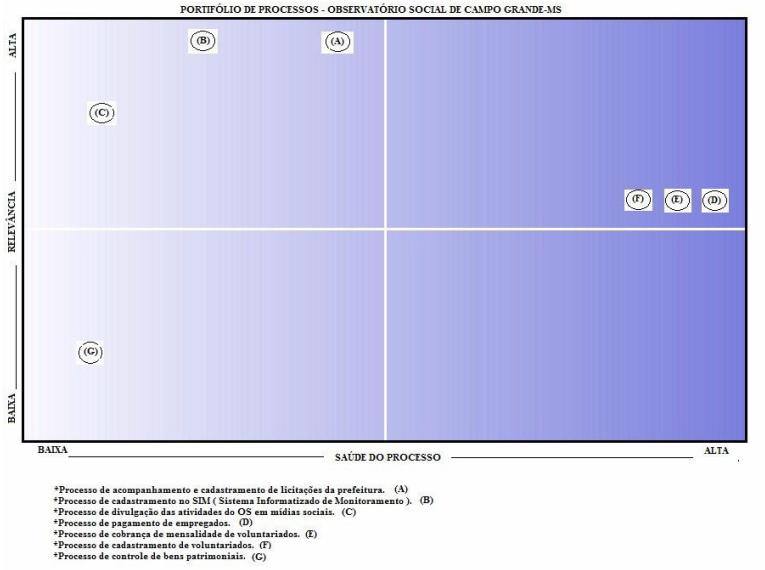 PORTIFÓLIO DE PROCESSOS - OBSERVATÓRIO SOCIAL DE CAMPO GRANDE-MS
ALTA
(B)
(A)
(C)
RELEVÂNCIA
(F)
(E)
(D)
(G)
BAIXA
BAIXA
SAÚDE DO PROCESSO
ALTA
*Processo de acompanhamento e cadastramento de licitações da prefeitura. (A)
*Processo de cadastramento no SIM ( Sistema Informatizado de Monitoramento ). (B)
*Processo de divulgação das atividades do OS em mídias sociais. (C)
*Processo de pagamento de empregados. (D)
*Processo de cobrança de mensalidade de voluntariados. (E)
*Processo de cadastramento de voluntariados. (F)
*Processo de controle de bens patrimoniais. (G)